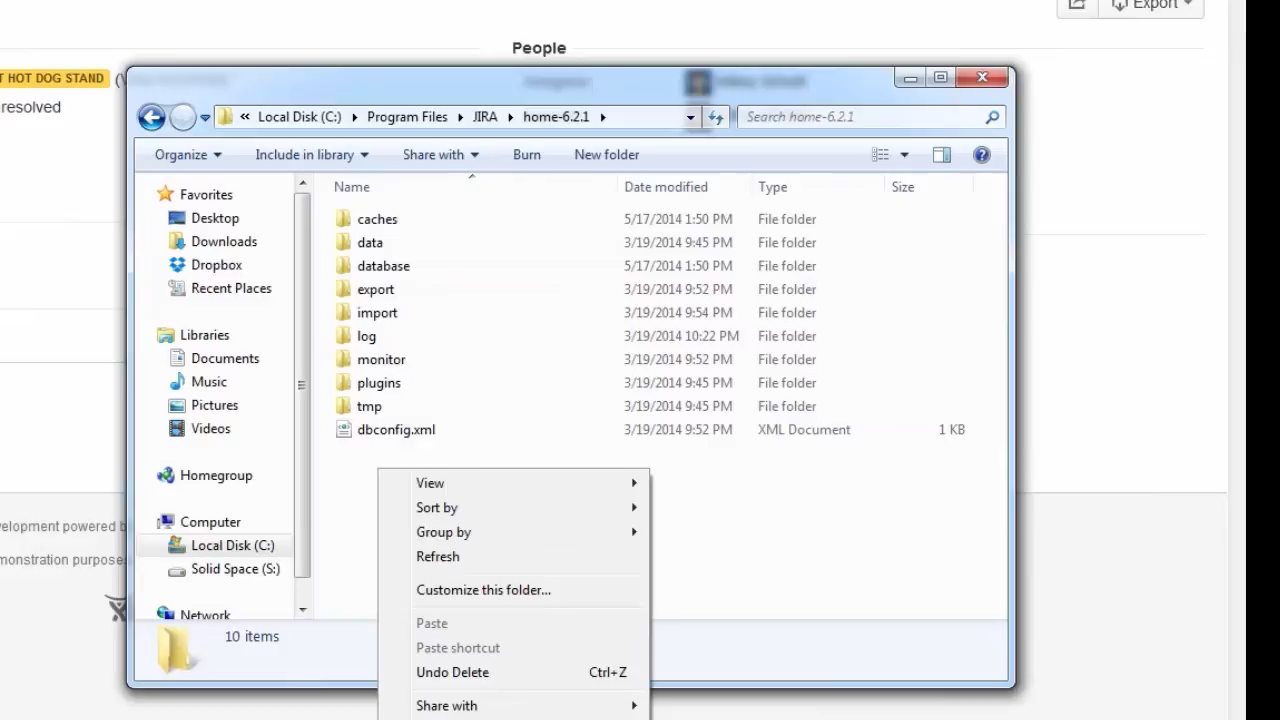 Export
People
T HOT DOG STAND (
resolved
« Local Disk (C:) Program Files JIRA home-6.2.1
Search home-6.2.1
Organize Include in library Share with Burn New folder
Name Date modified Type Size
Favorites
Desktop
Downloads
Dropbox
Recent Places
Libraries
Documents
Music
Pictures
Videos
Homegroup
Computer
Local Disk (C:)
Solid Space (S:)
Network
caches 5/17/2014 1:50 PM File folder
data 3/19/2014 9:45 PM File folder
database 5/17/2014 1:50 PM File folder
export 3/19/2014 9:52 PM File folder
import 3/19/2014 9:54 PM File folder
log 3/19/2014 10:22 PM File folder
monitor 3/19/2014 9:52 PM File folder
plugins 3/19/2014 9:45 PM File folder
tmp 3/19/2014 9:45 PM File folder
dbconfig.xml 3/19/2014 9:52 PM XML Document 1 KB
View
Sort by
Group by
Refresh
Customize this folder...
Paste
Paste shortcut
Undo Delete Ctrl+Z
Share with
10 items
velopment powered b
monstration purpose